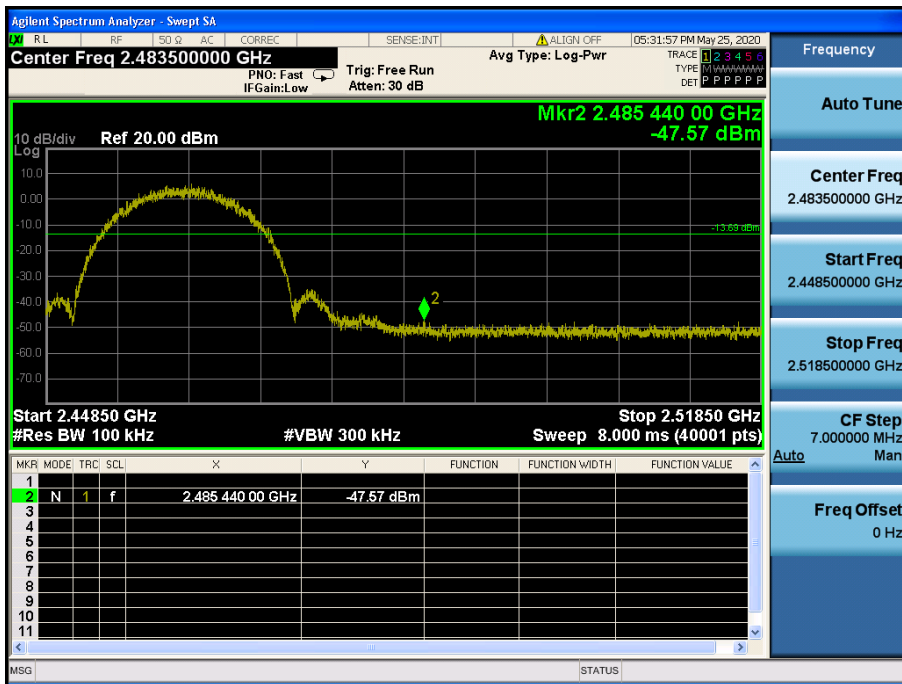 Agilent Spectrum Analyzer - Swept SA
LXI RL RF 50 Ω AC CORREC SENSE:INT ALIGN OFF 05:31:57 PM May 25, 2020
Center Freq 2.483500000 GHz
PNO: Fast
IFGain:Low
Trig: Free Run
Atten: 30 dB
Avg Type: Log-Pwr
TRACE 1 2 3 4 5 6
TYPE MWWWWW
DET P P P P P P
Mkr2 2.485 440 00 GHz
-47.57 dBm
10 dB/div Ref 20.00 dBm
Log
10.0
0.00
-10.0
-13.69 dBm
-20.0
-30.0
-40.0
2
-50.0
-60.0
-70.0
Start 2.44850 GHz Stop 2.51850 GHz
#Res BW 100 kHz #VBW 300 kHz Sweep 8.000 ms (40001 pts)
MKR MODE TRC SCL X Y FUNCTION FUNCTION WIDTH FUNCTION VALUE
1
2 N 1 f 2.485 440 00 GHz -47.57 dBm
3
4
5
6
7
8
9
10
11
MSG STATUS
Frequency
Auto Tune
Center Freq
2.483500000 GHz
Start Freq
2.448500000 GHz
Stop Freq
2.518500000 GHz
CF Step
7.000000 MHz
Auto Man
Freq Offset
0 Hz